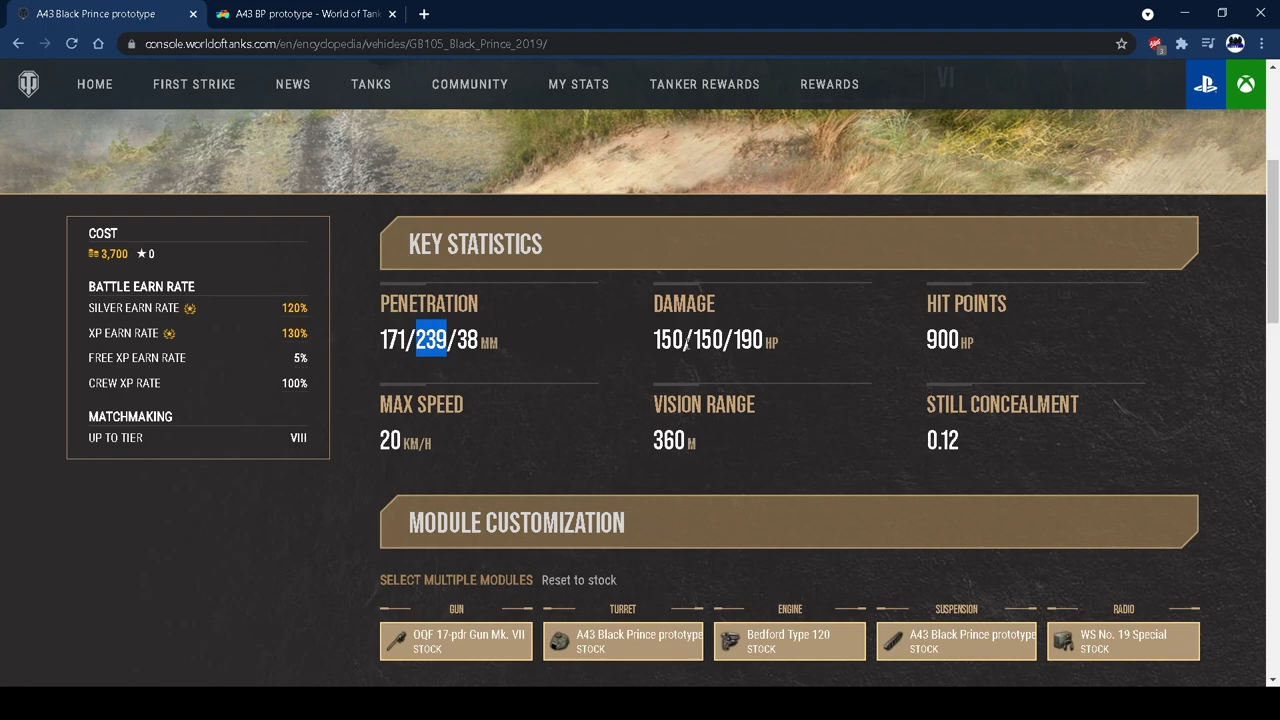 A43 Black Prince prototype
A43 BP prototype - World of Tank
console.worldoftanks.com/en/encyclopedia/vehicles/GB105_Black_Prince_2019/
HOME FIRST STRIKE NEWS TANKS COMMUNITY MY STATS TANKER REWARDS REWARDS VI
COST
3,700 ★0
BATTLE EARN RATE
SILVER EARN RATE 120%
XP EARN RATE 130%
FREE XP EARN RATE 5%
CREW XP RATE 100%
MATCHMAKING
UP TO TIER VIII
KEY STATISTICS
PENETRATION DAMAGE HIT POINTS
171/239/38 MM 150/150/190 HP 900 HP
MAX SPEED VISION RANGE STILL CONCEALMENT
20 KM/H 360 M 0.12
MODULE CUSTOMIZATION
SELECT MULTIPLE MODULES Reset to stock
GUN TURRET ENGINE SUSPENSION RADIO
OQF 17-pdr Gun Mk. VII A43 Black Prince prototype Bedford Type 120 A43 Black Prince prototype WS No. 19 Special
STOCK STOCK STOCK STOCK STOCK